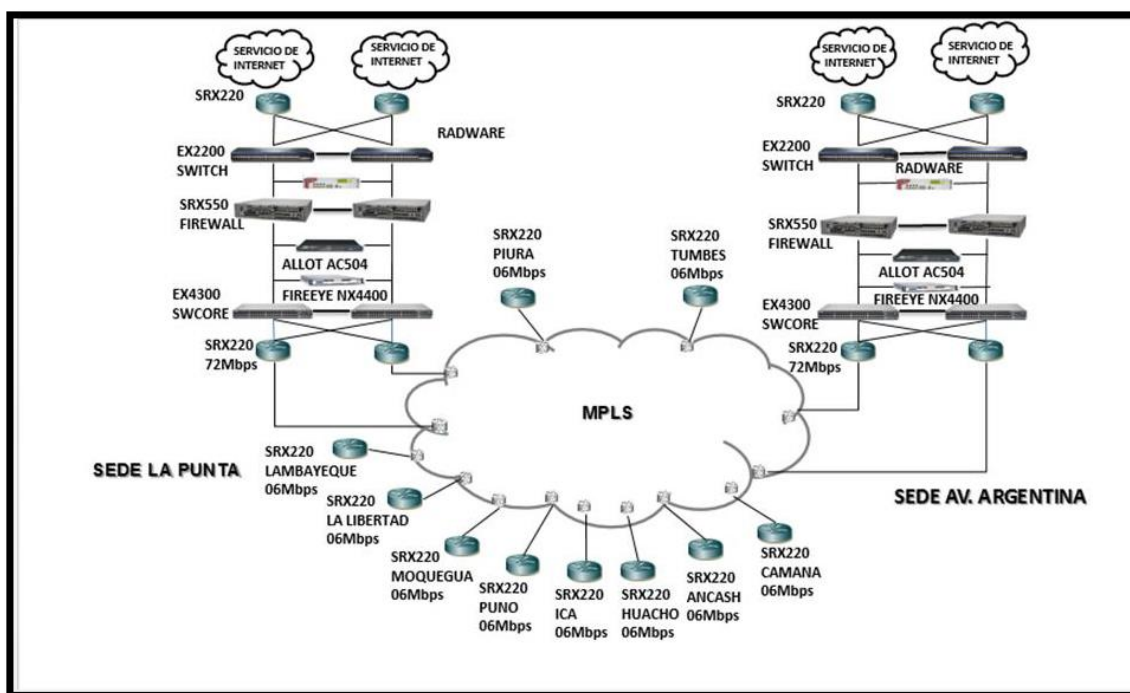 SERVICIO DE
INTERNET
SERVICIO DE
INTERNET
SRX220
RADWARE
EX2200
SWITCH
SRX550
FIREWALL
ALLOT AC504
FIREEYE NX4400
EX4300
SWCORE
SRX220
72Mbps
SEDE LA PUNTA
SERVICIO DE
INTERNET
SERVICIO DE
INTERNET
SRX220
EX2200
SWITCH
RADWARE
SRX550
FIREWALL
ALLOT AC504
FIREEYE NX4400
EX4300
SWCORE
SRX220
72Mbps
SEDE AV. ARGENTINA
SRX220
PIURA
06Mbps
SRX220
TUMBES
06Mbps
MPLS
SRX220
LAMBAYEQUE
06Mbps
SRX220
LA LIBERTAD
06Mbps
SRX220
MOQUEGUA
06Mbps
SRX220
PUNO
06Mbps
SRX220
ICA
06Mbps
SRX220
HUACHO
06Mbps
SRX220
ANCASH
06Mbps
SRX220
CAMANA
06Mbps